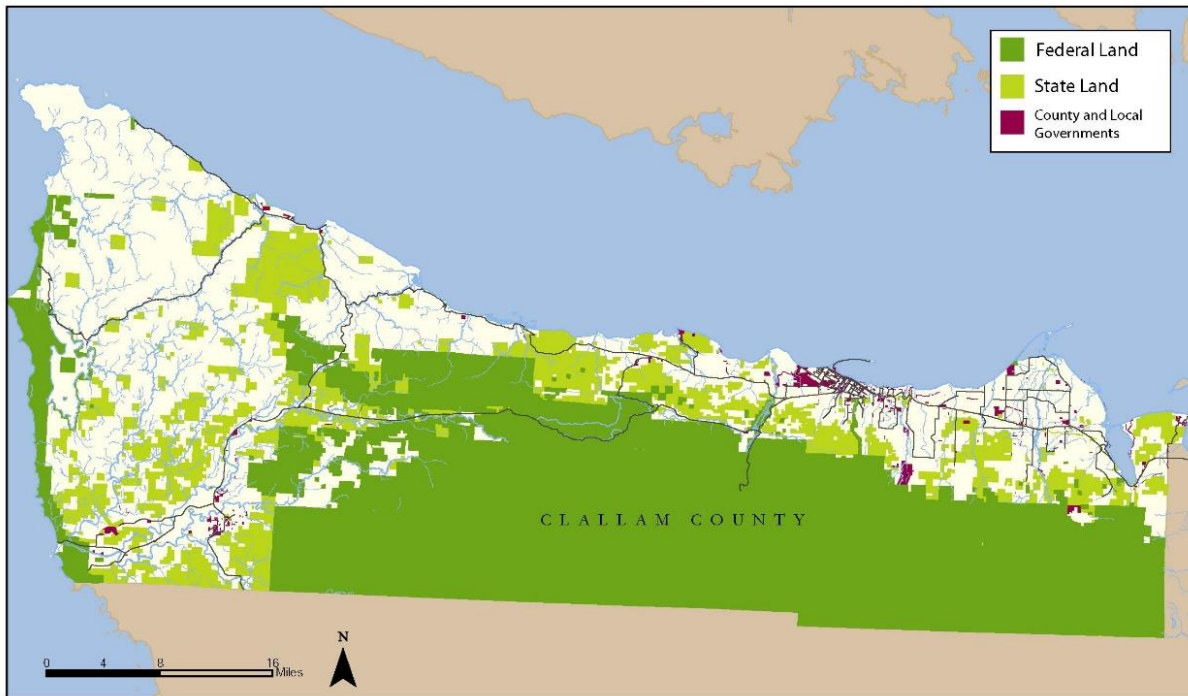 Federal Land
State Land
County and Local
Governments
CLALLAM COUNTY
N
0 4 8 16
Miles